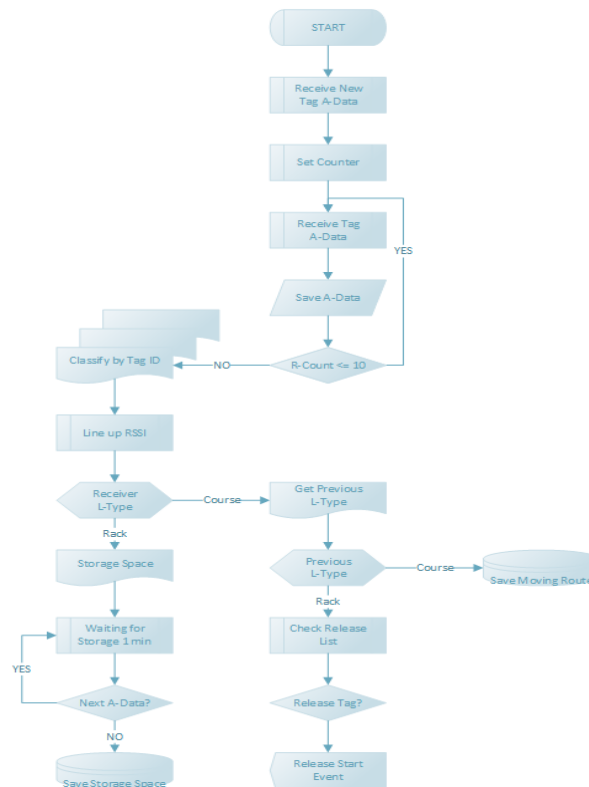 START
Receive New
Tag A-Data
Set Counter
Receive Tag
A-Data
YES
Save A-Data
Classify by Tag ID
NO
R-Count <= 10
Line up RSSI
Receiver
L-Type
Course
Get Previous
L-Type
Rack
Storage Space
Previous
L-Type
Course
Save Moving Route
Rack
Waiting for
Storage 1 min
Check Release
List
YES
Next A-Data?
Release Tag?
NO
Save Storage Space
Release Start
Event